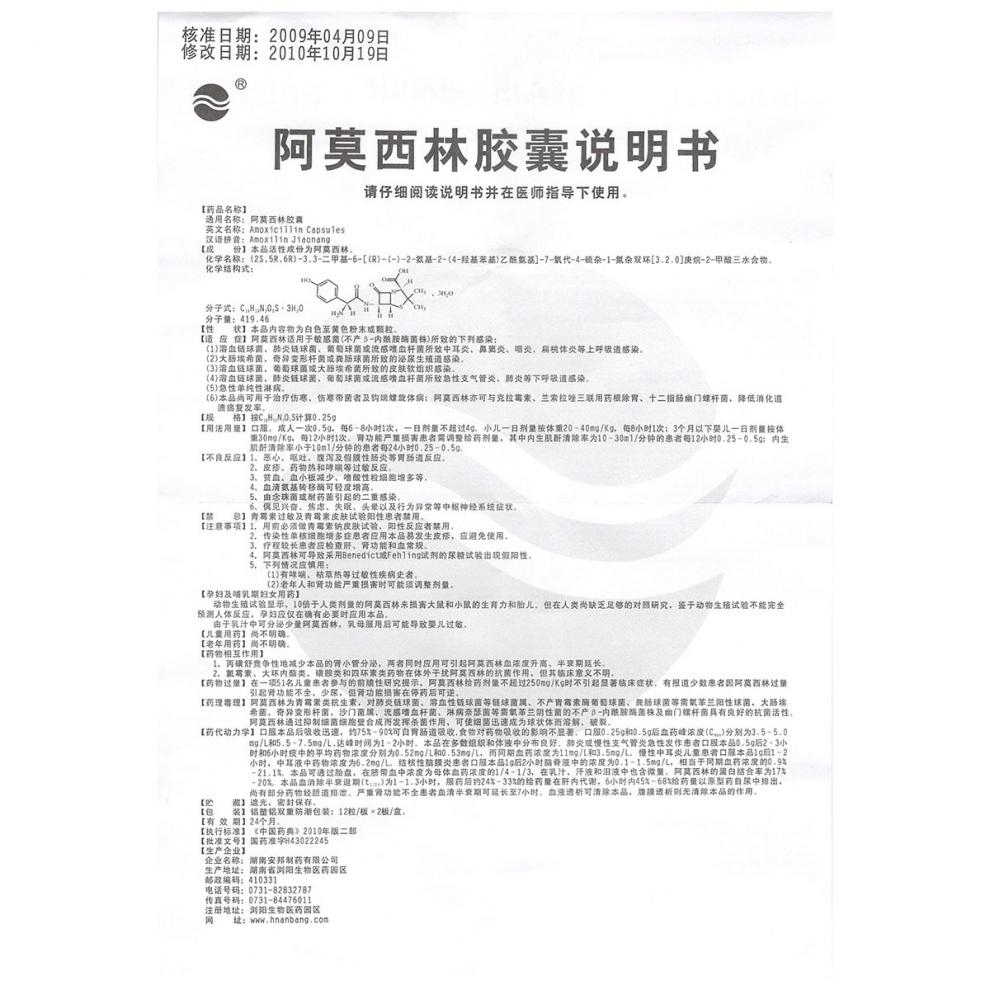 核准日期: 2009年04月09日
修改日期: 2010年10月19日
®
阿莫西林胶囊说明书
请仔细阅读说明书并在医师指导下使用。
【药品名称】
通用名称: 阿莫西林胶囊
英文名称: Amoxicillin Capsules
汉语拼音: Amoxilin Jiaonang
【成    份】本品活性成份为阿莫西林。
化学名称: (2S,5R,6R)-3,3-二甲基-6-[(R)-(-)-2-氨基-2-(4-羟基苯基)乙酰氨基]-7-氧代-4-硫杂-1-氮杂双环[3.2.0]庚烷-2-甲酸三水合物。
化学结构式:
分子式: C₁₆H₁₉N₃O₅S·3H₂O
分子量: 419.46
【性    状】本品内容物为白色至黄色粉末或颗粒。
【适 应 症】阿莫西林适用于敏感菌(不产β-内酰胺酶菌株)所致的下列感染:
(1)溶血链球菌、肺炎链球菌、葡萄球菌或流感嗜血杆菌所致中耳炎、鼻窦炎、咽炎、扁桃体炎等上呼吸道感染。
(2)大肠埃希菌、奇异变形杆菌或粪肠球菌所致的泌尿生殖道感染。
(3)溶血链球菌、葡萄球菌或大肠埃希菌所致的皮肤软组织感染。
(4)溶血链球菌、肺炎链球菌、葡萄球菌或流感嗜血杆菌所致急性支气管炎、肺炎等下呼吸道感染。
(5)急性单纯性淋病。
(6)本品尚可用于治疗伤寒、伤寒带菌者及钩端螺旋体病; 阿莫西林亦可与克拉霉素、兰索拉唑三联用药根除胃、十二指肠幽门螺杆菌, 降低消化道
溃疡复发率。
【规    格】按C₁₆H₁₉N₃O₅S计算0.25g
【用法用量】口服。成人一次0.5g, 每6-8小时1次, 一日剂量不超过4g。小儿一日剂量按体重20-40mg/Kg, 每8小时1次; 3个月以下婴儿一日剂量按体
重30mg/Kg, 每12小时1次。肾功能严重损害患者需调整给药剂量, 其中内生肌酐清除率为10-30ml/分钟的患者每12小时0.25-0.5g; 内生
肌酐清除率小于10ml/分钟的患者每24小时0.25-0.5g。
【不良反应】1、恶心、呕吐、腹泻及假膜性肠炎等胃肠道反应。
2、皮疹、药物热和哮喘等过敏反应。
3、贫血、血小板减少、嗜酸性粒细胞增多等。
4、血清氨基转移酶可轻度增高。
5、由念珠菌或耐药菌引起的二重感染。
6、偶见兴奋、焦虑、失眠、头晕以及行为异常等中枢神经系统症状。
【禁    忌】青霉素过敏及青霉素皮肤试验阳性患者禁用。
【注意事项】1、用前必须做青霉素钠皮肤试验, 阳性反应者禁用。
2、传染性单核细胞增多症患者应用本品易发生皮疹, 应避免使用。
3、疗程较长患者应检查肝、肾功能和血常规。
4、阿莫西林可导致采用Benedict或Fehling试剂的尿糖试验出现假阳性。
5、下列情况应慎用:
(1)有哮喘、枯草热等过敏性疾病史者。
(2)老年人和肾功能严重损害时可能须调整剂量。
【孕妇及哺乳期妇女用药】
动物生殖试验显示, 10倍于人类剂量的阿莫西林未损害大鼠和小鼠的生育力和胎儿。但在人类尚缺乏足够的对照研究, 鉴于动物生殖试验不能完全
预测人体反应, 孕妇应仅在确有必要时应用本品。
由于乳汁中可分泌少量阿莫西林, 乳母服用后可能导致婴儿过敏。
【儿童用药】尚不明确。
【老年用药】尚不明确。
【药物相互作用】
1、丙磺舒竞争性地减少本品的肾小管分泌, 两者同时应用可引起阿莫西林血浓度升高、半衰期延长。
2、氯霉素、大环内酯类、磺胺类和四环素类药物在体外干扰阿莫西林的抗菌作用, 但其临床意义不明。
【药物过量】在一项51名儿童患者参与的前瞻性研究提示, 阿莫西林给药剂量不超过250mg/Kg时不引起显著临床症状。有报道少数患者因阿莫西林过量
引起肾功能不全、少尿, 但肾功能损害在停药后可逆。
【药理毒理】阿莫西林为青霉素类抗生素, 对肺炎链球菌、溶血性链球菌等链球菌属、不产青霉素酶葡萄球菌、粪肠球菌等需氧革兰阳性球菌, 大肠埃
希菌、奇异变形杆菌、沙门菌属、流感嗜血杆菌、淋病奈瑟菌等需氧革兰阴性菌的不产β-内酰胺酶菌株及幽门螺杆菌具有良好的抗菌活性。
阿莫西林通过抑制细菌细胞壁合成而发挥杀菌作用, 可使细菌迅速成为球状体而溶解、破裂。
【药代动力学】口服本品后吸收迅速, 约75%-90%可自胃肠道吸收,食物对药物吸收的影响不显著。口服0.25g和0.5g后血药峰浓度(Cmax)分别为3.5-5.0
mg/L和5.5-7.5mg/L,达峰时间为1-2小时。本品在多数组织和体液中分布良好。肺炎或慢性支气管炎急性发作患者口服本品0.5g后2-3小
时和6小时痰中的平均药物浓度分别为0.52mg/L和0.53mg/L, 而同期血药浓度为11mg/L和3.5mg/L。慢性中耳炎儿童患者口服本品1g后1-2
小时, 中耳液中药物浓度为6.2mg/L。结核性脑膜炎患者口服本品1g后2小时脑脊液中的浓度为0.1-1.5mg/L, 相当于同期血药浓度的0.9%
-21.1%。本品可通过胎盘, 在脐带血中浓度为母体血药浓度的1/4-1/3, 在乳汁、汗液和泪液中也含微量。阿莫西林的蛋白结合率为17%
-20%。本品血消除半衰退期(t₁/₂)为1-1.3小时, 服药后约24%-33%的给药量在肝内代谢, 6小时内45%-68%给药量以原型药自尿中排出,
尚有部分药物经胆道排泄。严重肾功能不全患者血清半衰期可延长至7小时。血液透析可清除本品, 腹膜透析则无清除本品的作用。
【贮    藏】遮光, 密封保存。
【包    装】铝塑铝双重防潮包装; 12粒/板×2板/盒。
【有 效 期】24个月。
【执行标准】《中国药典》2010年版二部
【批准文号】国药准字H43022245
【生产企业】
企业名称: 湖南安邦制药有限公司
生产地址: 湖南省浏阳生物医药园区
邮政编码: 410331
电话号码: 0731-82832787
传真号码: 0731-84476011
注册地址: 浏阳生物医药园区
网    址: www.hnanbang.com